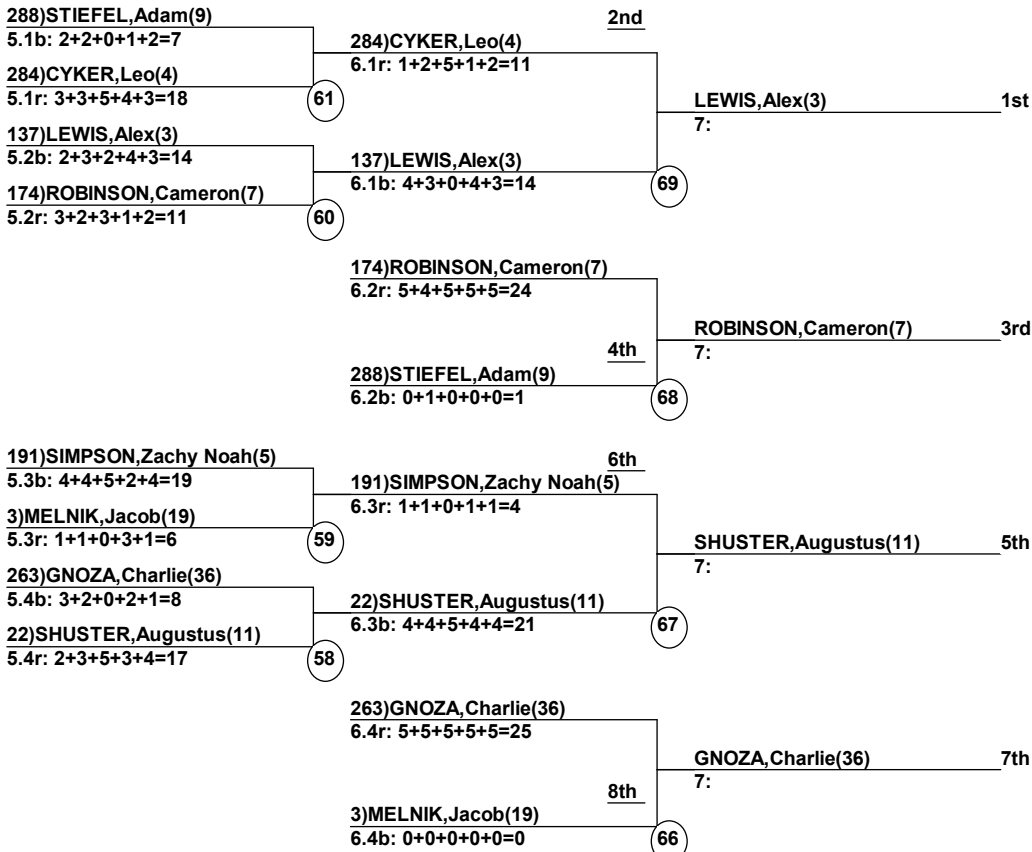 288)STIEFEL,Adam(9)
5.1b: 2+2+0+1+2=7
284)CYKER,Leo(4)
5.1r: 3+3+5+4+3=18
61
137)LEWIS,Alex(3)
5.2b: 2+3+2+4+3=14
174)ROBINSON,Cameron(7)
5.2r: 3+2+3+1+2=11
60
2nd
284)CYKER,Leo(4)
6.1r: 1+2+5+1+2=11
137)LEWIS,Alex(3)
6.1b: 4+3+0+4+3=14
69
LEWIS,Alex(3) 1st
7:
174)ROBINSON,Cameron(7)
6.2r: 5+4+5+5+5=24
4th
288)STIEFEL,Adam(9)
6.2b: 0+1+0+0+0=1
68
ROBINSON,Cameron(7) 3rd
7:
191)SIMPSON,Zachy Noah(5)
5.3b: 4+4+5+2+4=19
3)MELNIK,Jacob(19)
5.3r: 1+1+0+3+1=6
59
263)GNOZA,Charlie(36)
5.4b: 3+2+0+2+1=8
22)SHUSTER,Augustus(11)
5.4r: 2+3+5+3+4=17
58
6th
191)SIMPSON,Zachy Noah(5)
6.3r: 1+1+0+1+1=4
22)SHUSTER,Augustus(11)
6.3b: 4+4+5+4+4=21
67
SHUSTER,Augustus(11) 5th
7:
263)GNOZA,Charlie(36)
6.4r: 5+5+5+5+5=25
8th
3)MELNIK,Jacob(19)
6.4b: 0+0+0+0+0=0
66
GNOZA,Charlie(36) 7th
7: